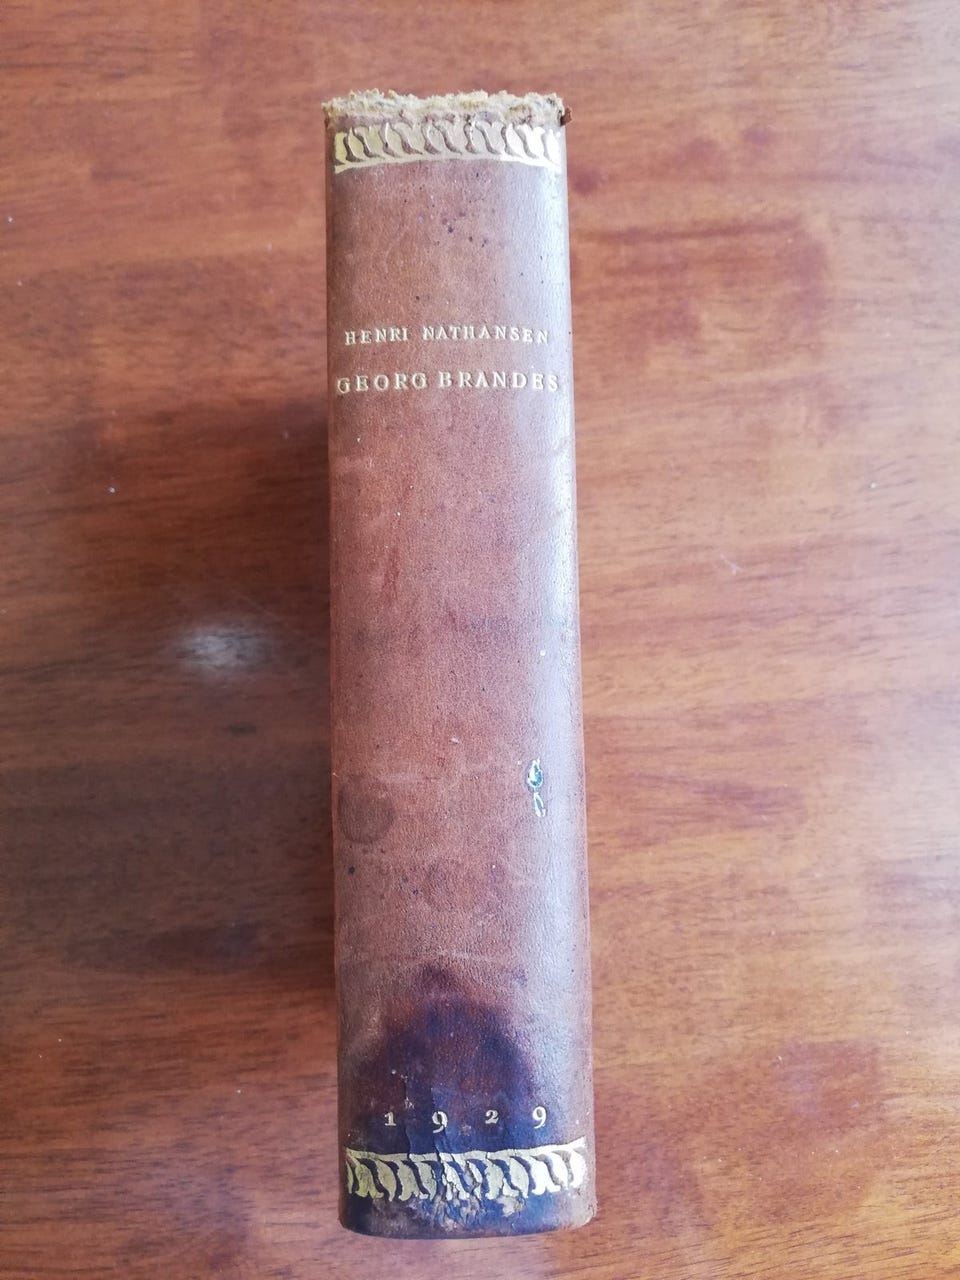 HENRI NATHANSEN
GEORG BRANDES
1929